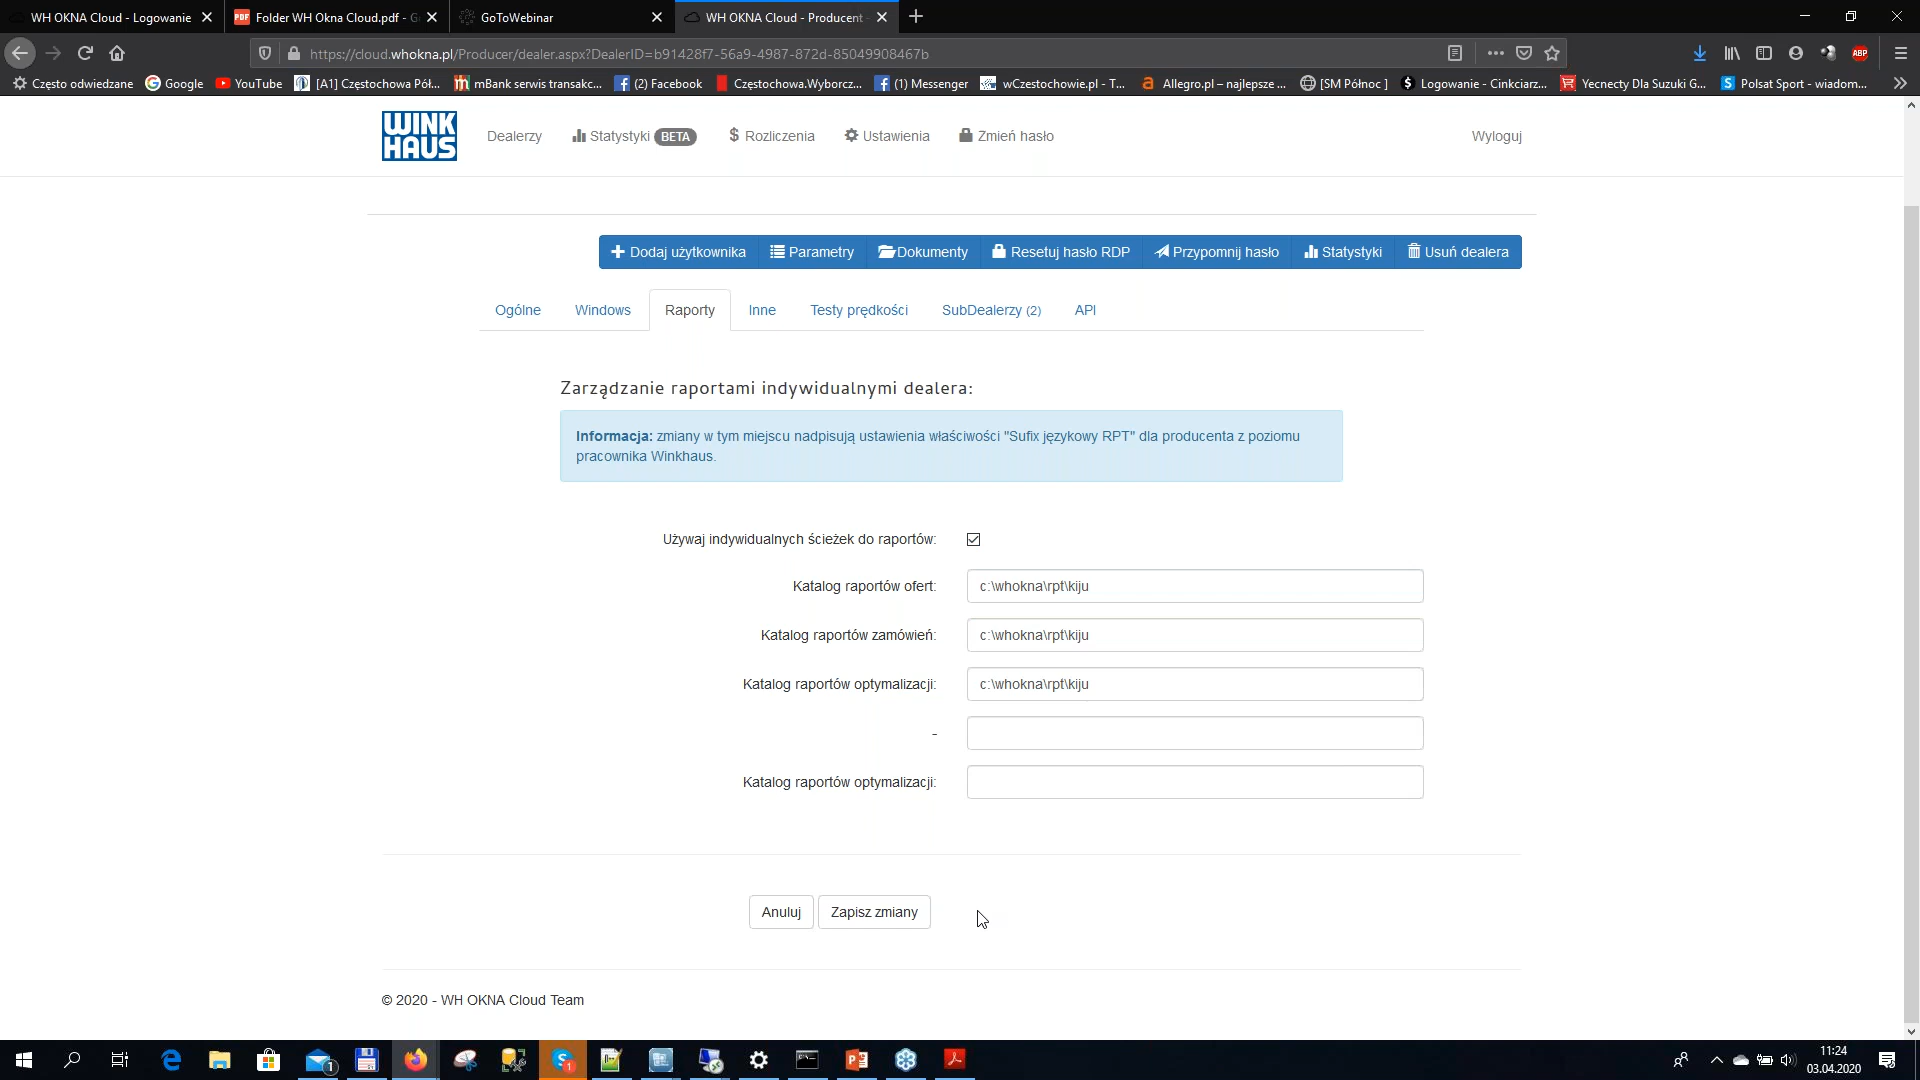 WH OKNA Cloud - Logowanie
Folder WH Okna Cloud.pdf - G
GoToWebinar
WH OKNA Cloud - Producent -
https://cloud.whokna.pl/Producer/dealer.aspx?DealerID=b91428f7-56a9-4987-872d-85049908467b
ABP
Często odwiedzane
Google
YouTube
[A1] Częstochowa Pół...
mBank serwis transakc...
(2) Facebook
Częstochowa.Wyborcz...
(1) Messenger
wCzestochowie.pl - T...
Allegro.pl – najlepsze ...
[SM Północ ]
Logowanie - Cinkciarz...
Yecnecty Dla Suzuki G...
Polsat Sport - wiadom...
WINK
HAUS
Dealerzy
Statystyki BETA
$ Rozliczenia
Ustawienia
Zmień hasło
Wyloguj
Dodaj użytkownika
Parametry
Dokumenty
Resetuj hasło RDP
Przypomnij hasło
Statystyki
Usuń dealera
Ogólne
Windows
Raporty
Inne
Testy prędkości
SubDealerzy (2)
API
Zarządzanie raportami indywidualnymi dealera:
Informacja: zmiany w tym miejscu nadpisują ustawienia właściwości "Sufix językowy RPT" dla producenta z poziomu
pracownika Winkhaus.
Używaj indywidualnych ścieżek do raportów:
Katalog raportów ofert: c:\whokna\rpt\kiju
Katalog raportów zamówień: c:\whokna\rpt\kiju
Katalog raportów optymalizacji: c:\whokna\rpt\kiju
-
Katalog raportów optymalizacji:
Anuluj
Zapisz zmiany
© 2020 - WH OKNA Cloud Team
11:24
03.04.2020